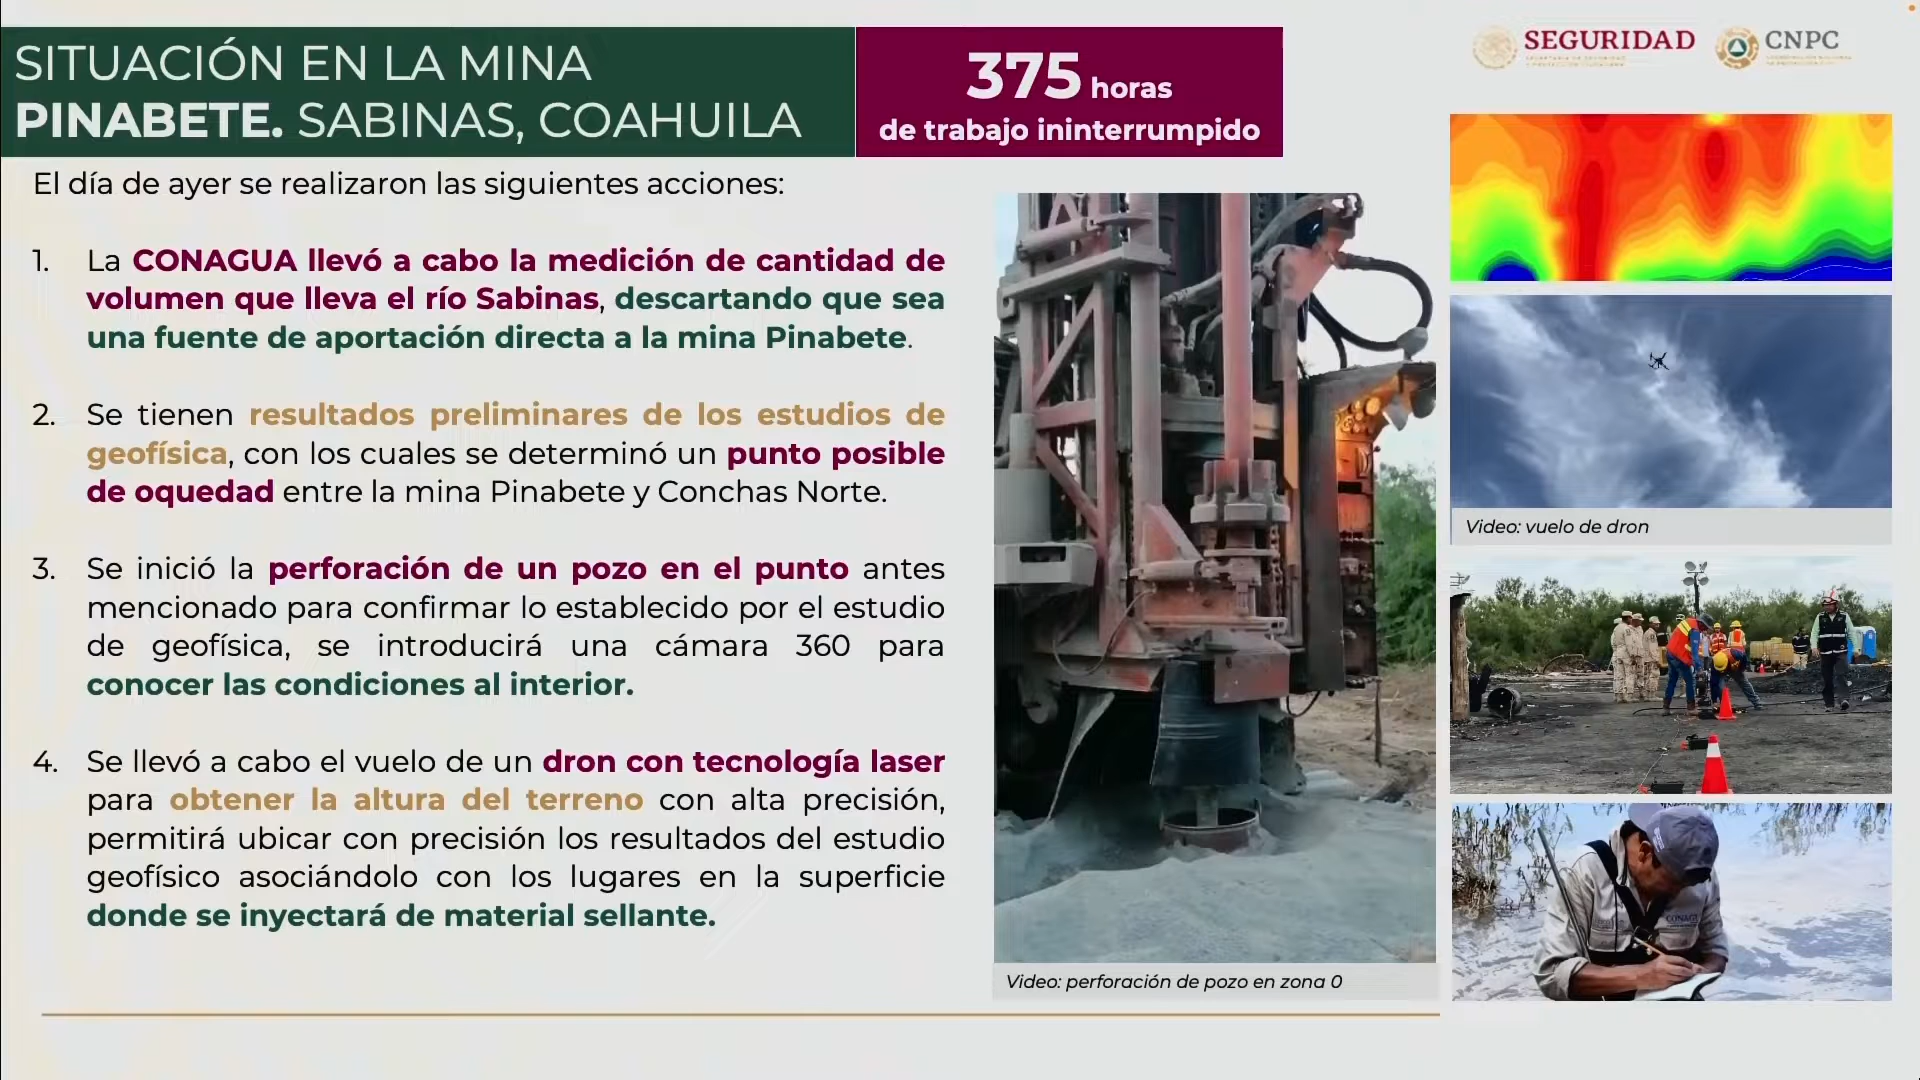 SITUACIÓN EN LA MINA
PINABETE. SABINAS, COAHUILA
375 horas
de trabajo ininterrumpido
SEGURIDAD
CNPC
El día de ayer se realizaron las siguientes acciones:
1. La CONAGUA llevó a cabo la medición de cantidad de
volumen que lleva el río Sabinas, descartando que sea
una fuente de aportación directa a la mina Pinabete.
2. Se tienen resultados preliminares de los estudios de
geofísica, con los cuales se determinó un punto posible
de oquedad entre la mina Pinabete y Conchas Norte.
3. Se inició la perforación de un pozo en el punto antes
mencionado para confirmar lo establecido por el estudio
de geofísica, se introducirá una cámara 360 para
conocer las condiciones al interior.
4. Se llevó a cabo el vuelo de un dron con tecnología laser
para obtener la altura del terreno con alta precisión,
permitirá ubicar con precisión los resultados del estudio
geofísico asociándolo con los lugares en la superficie
donde se inyectará de material sellante.
Video: perforación de pozo en zona 0
Video: vuelo de dron
CONAGUA